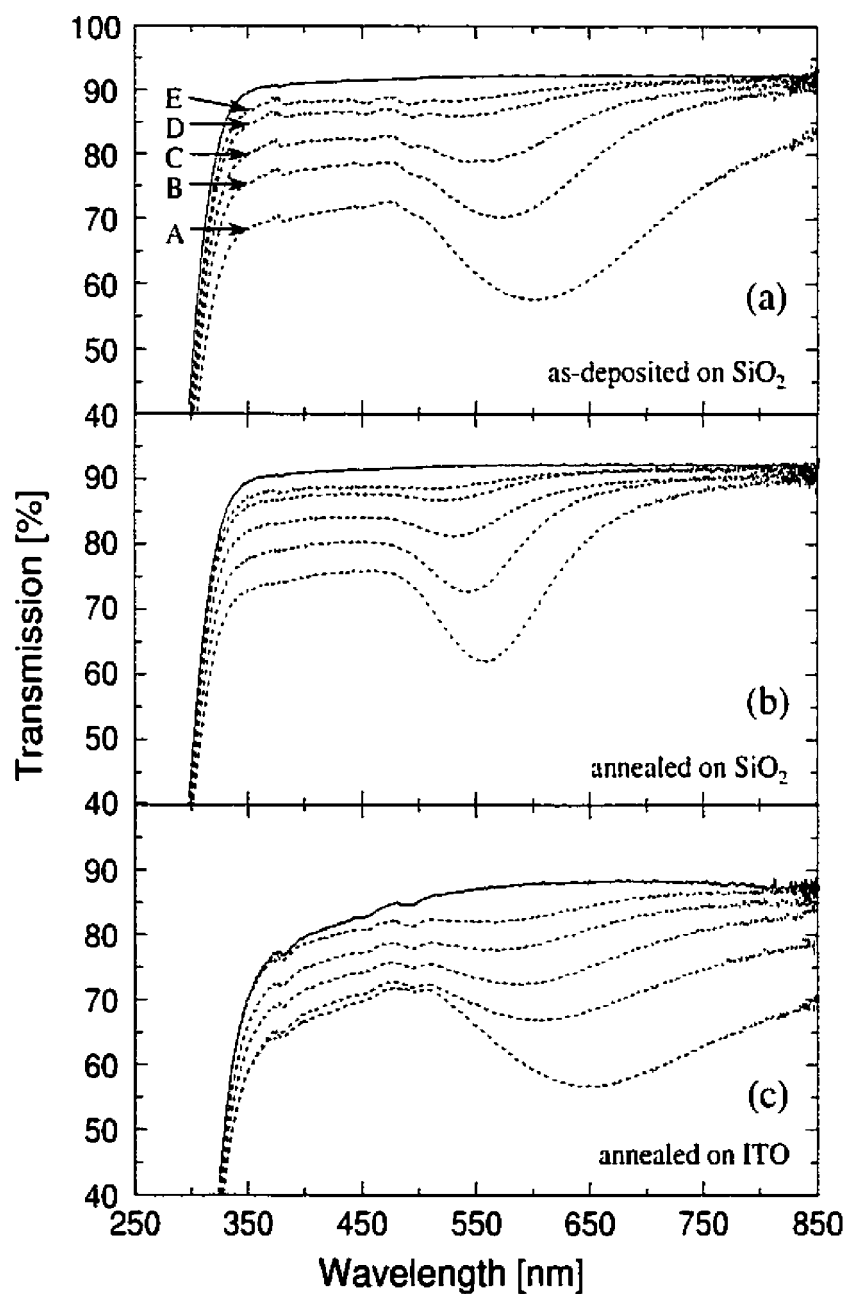 100
90
80
70
60
50
40
E
D
C
B
A
(a)
as-deposited on SiO₂
90
80
70
60
50
40
(b)
annealed on SiO₂
90
80
70
60
50
40
(c)
annealed on ITO
Transmission [%]
250 350 450 550 650 750 850
Wavelength [nm]